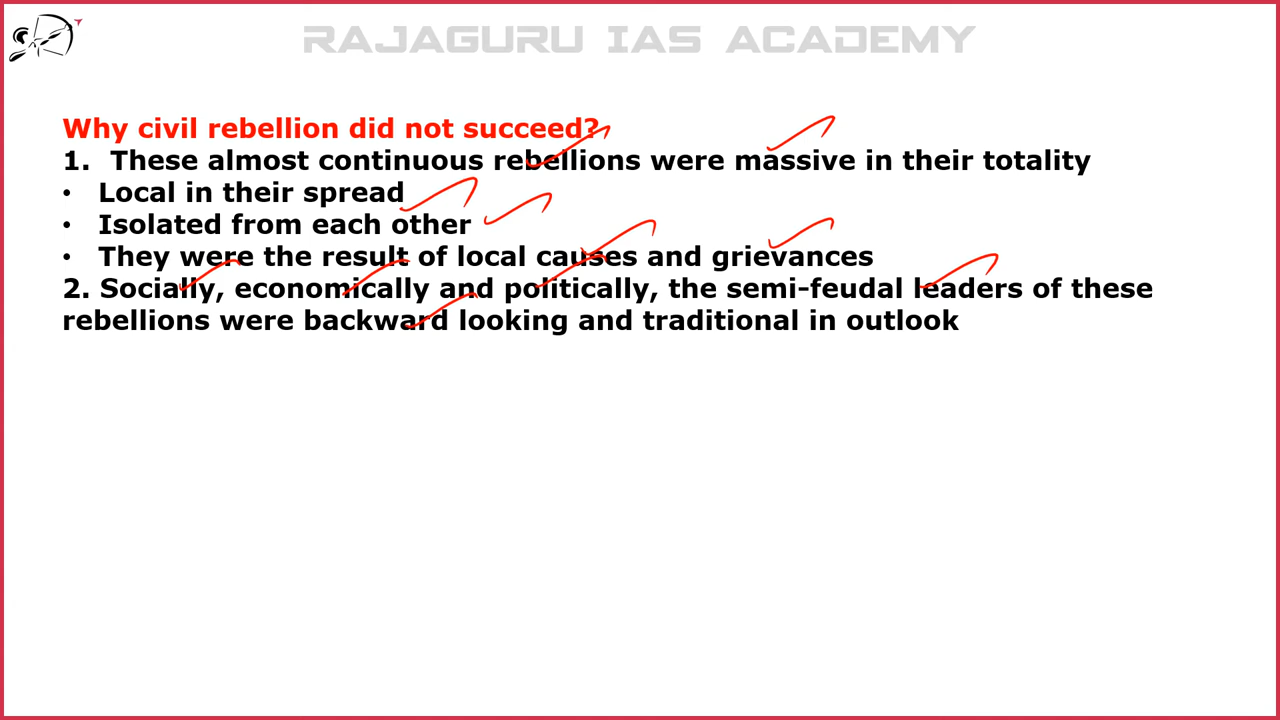 RAJAGURU IAS ACADEMY
Why civil rebellion did not succeed?
1. These almost continuous rebellions were massive in their totality
• Local in their spread
• Isolated from each other
• They were the result of local causes and grievances
2. Socially, economically and politically, the semi-feudal leaders of these
rebellions were backward looking and traditional in outlook